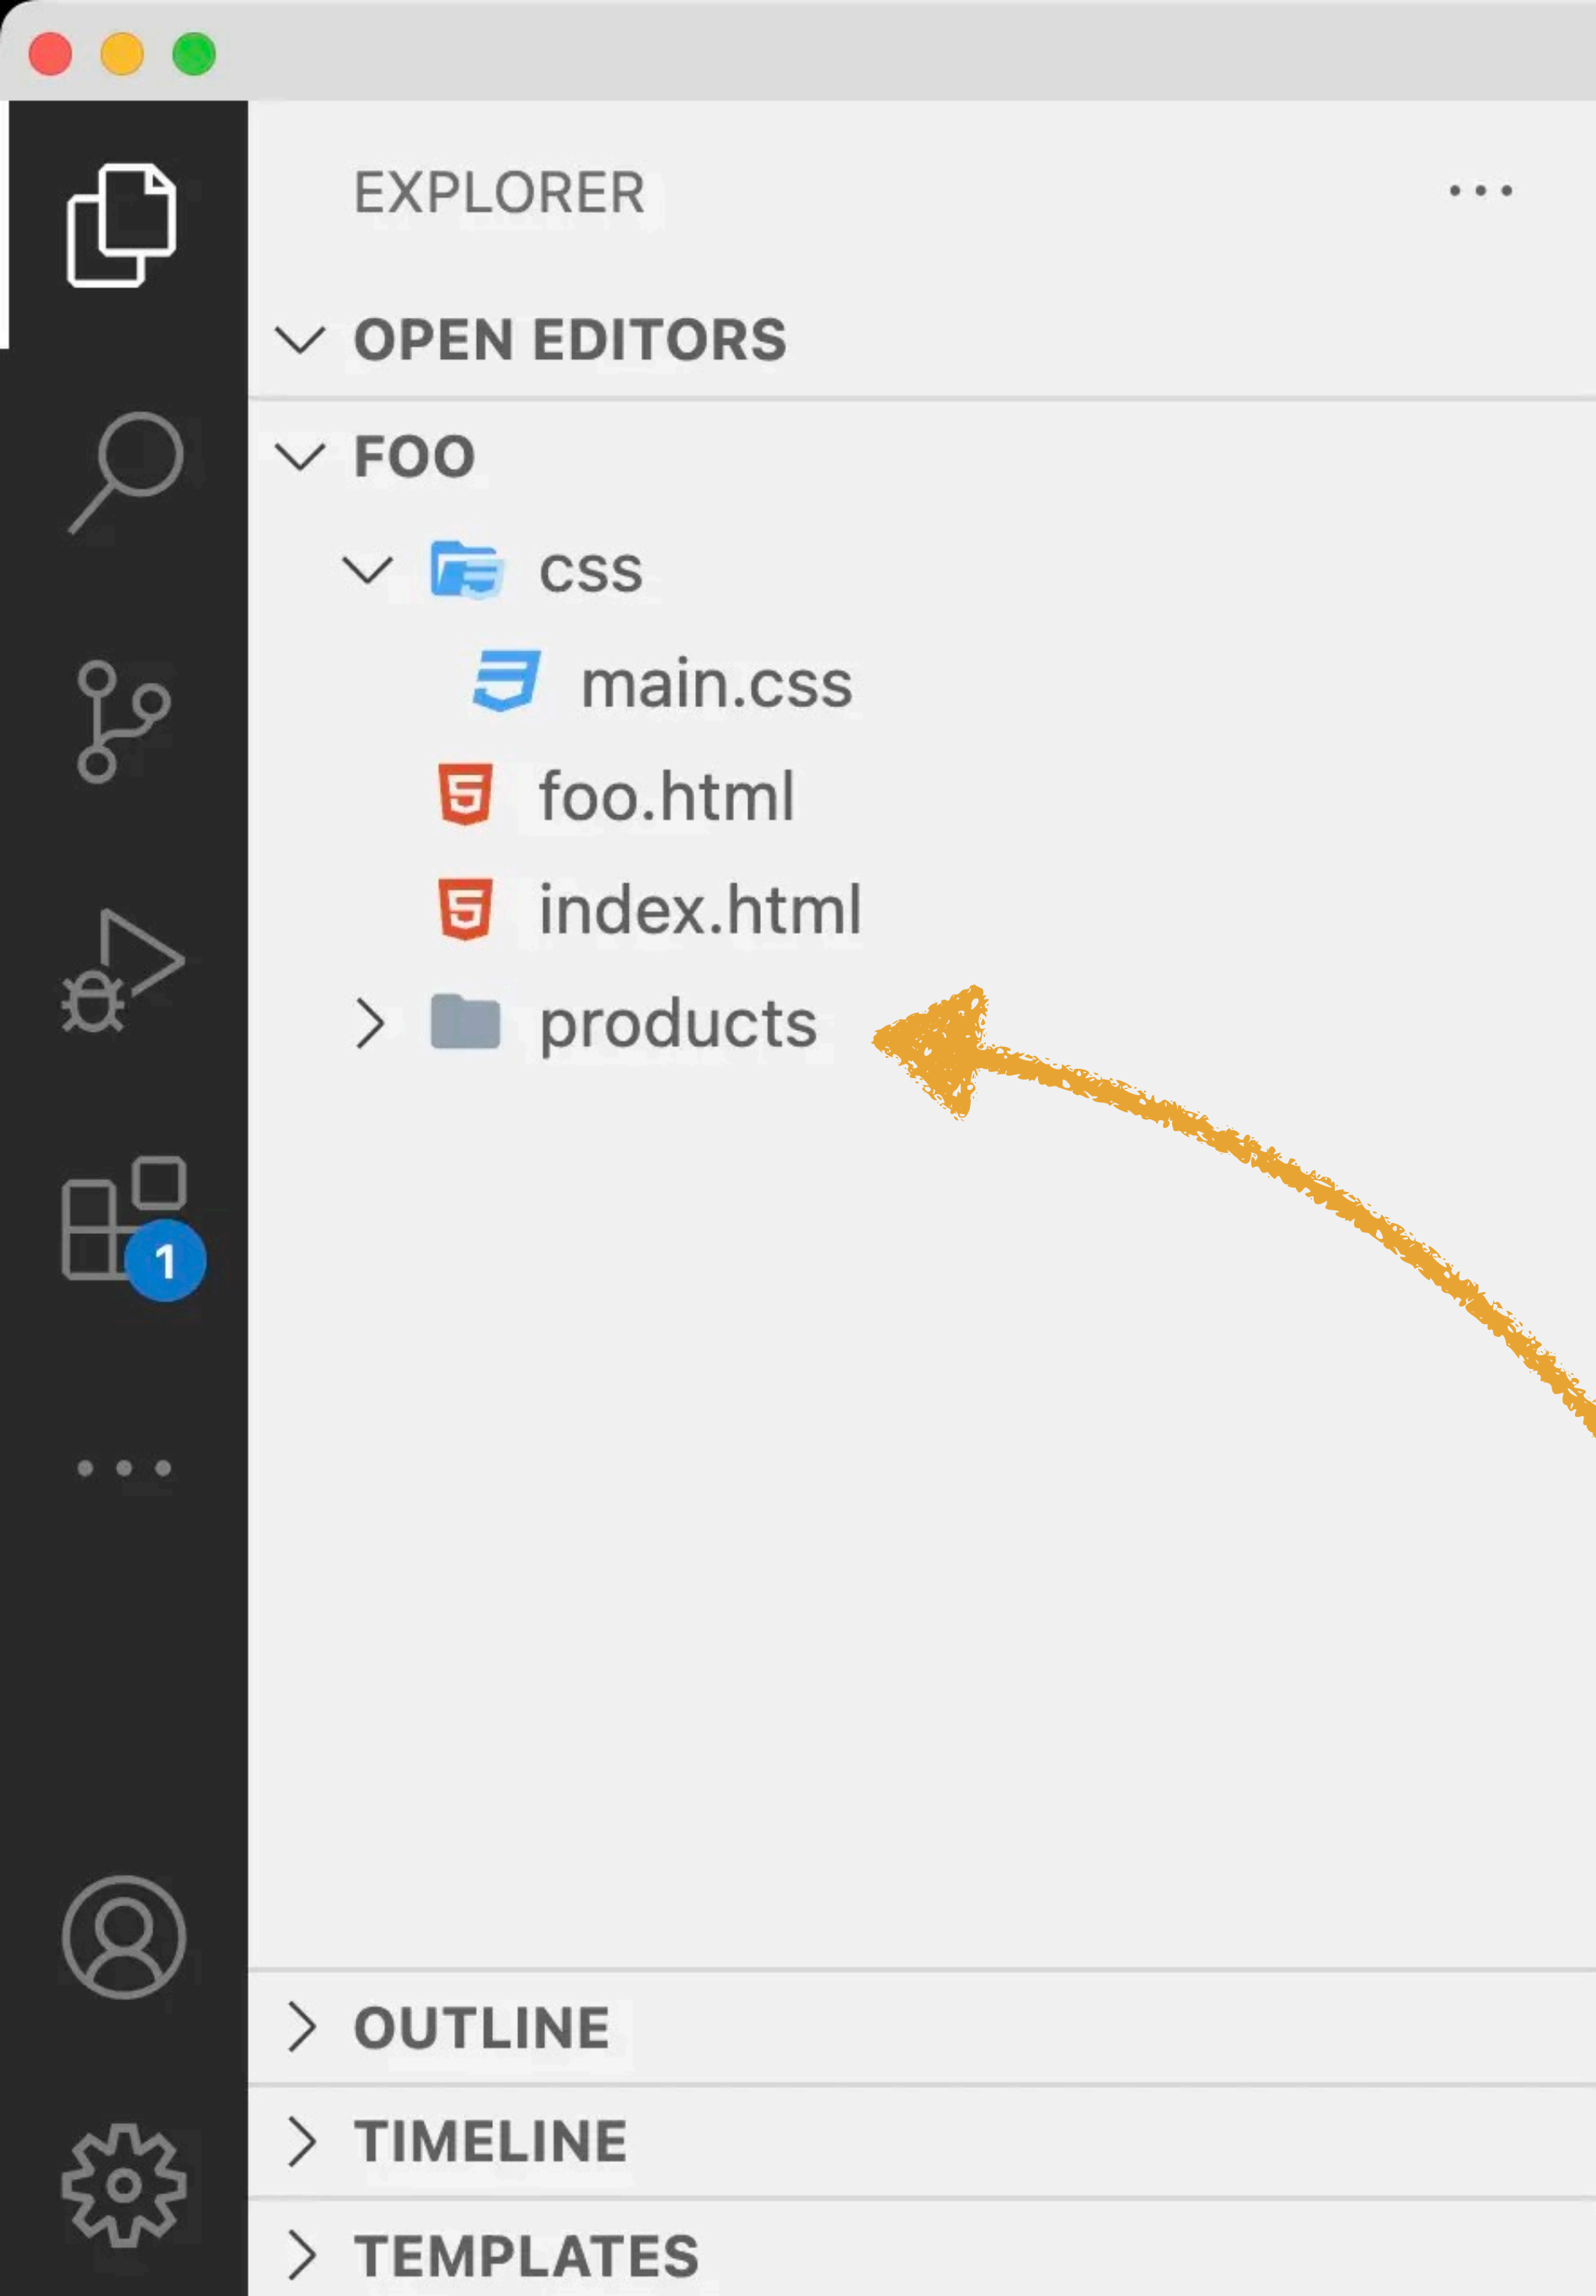 EXPLORER
OPEN EDITORS
FOO
css
main.css
foo.html
index.html
products
1
OUTLINE
TIMELINE
TEMPLATES